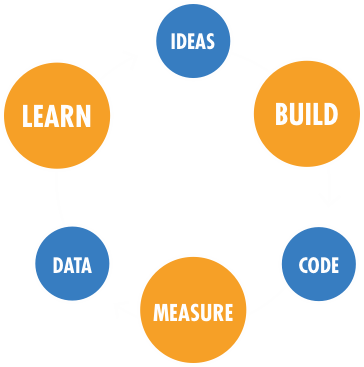 IDEAS
LEARN
BUILD
DATA
CODE
MEASURE